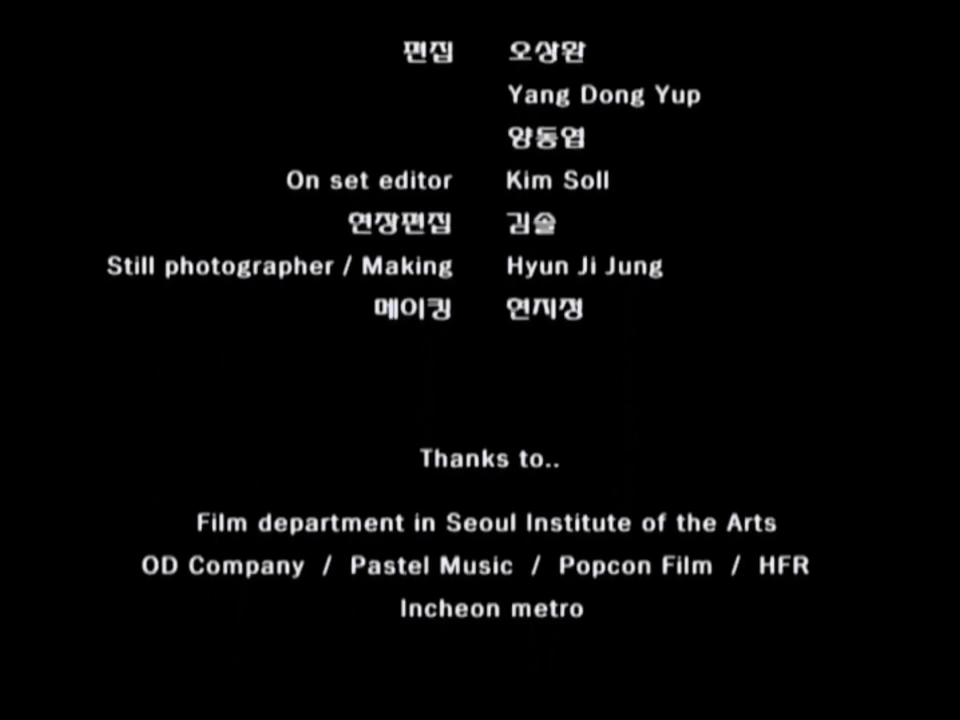 편집 오상환
Yang Dong Yup
양동엽
On set editor Kim Soll
현장편집 김솔
Still photographer / Making Hyun Ji Jung
메이킹 현지정
Thanks to..
Film department in Seoul Institute of the Arts
OD Company / Pastel Music / Popcon Film / HFR
Incheon metro